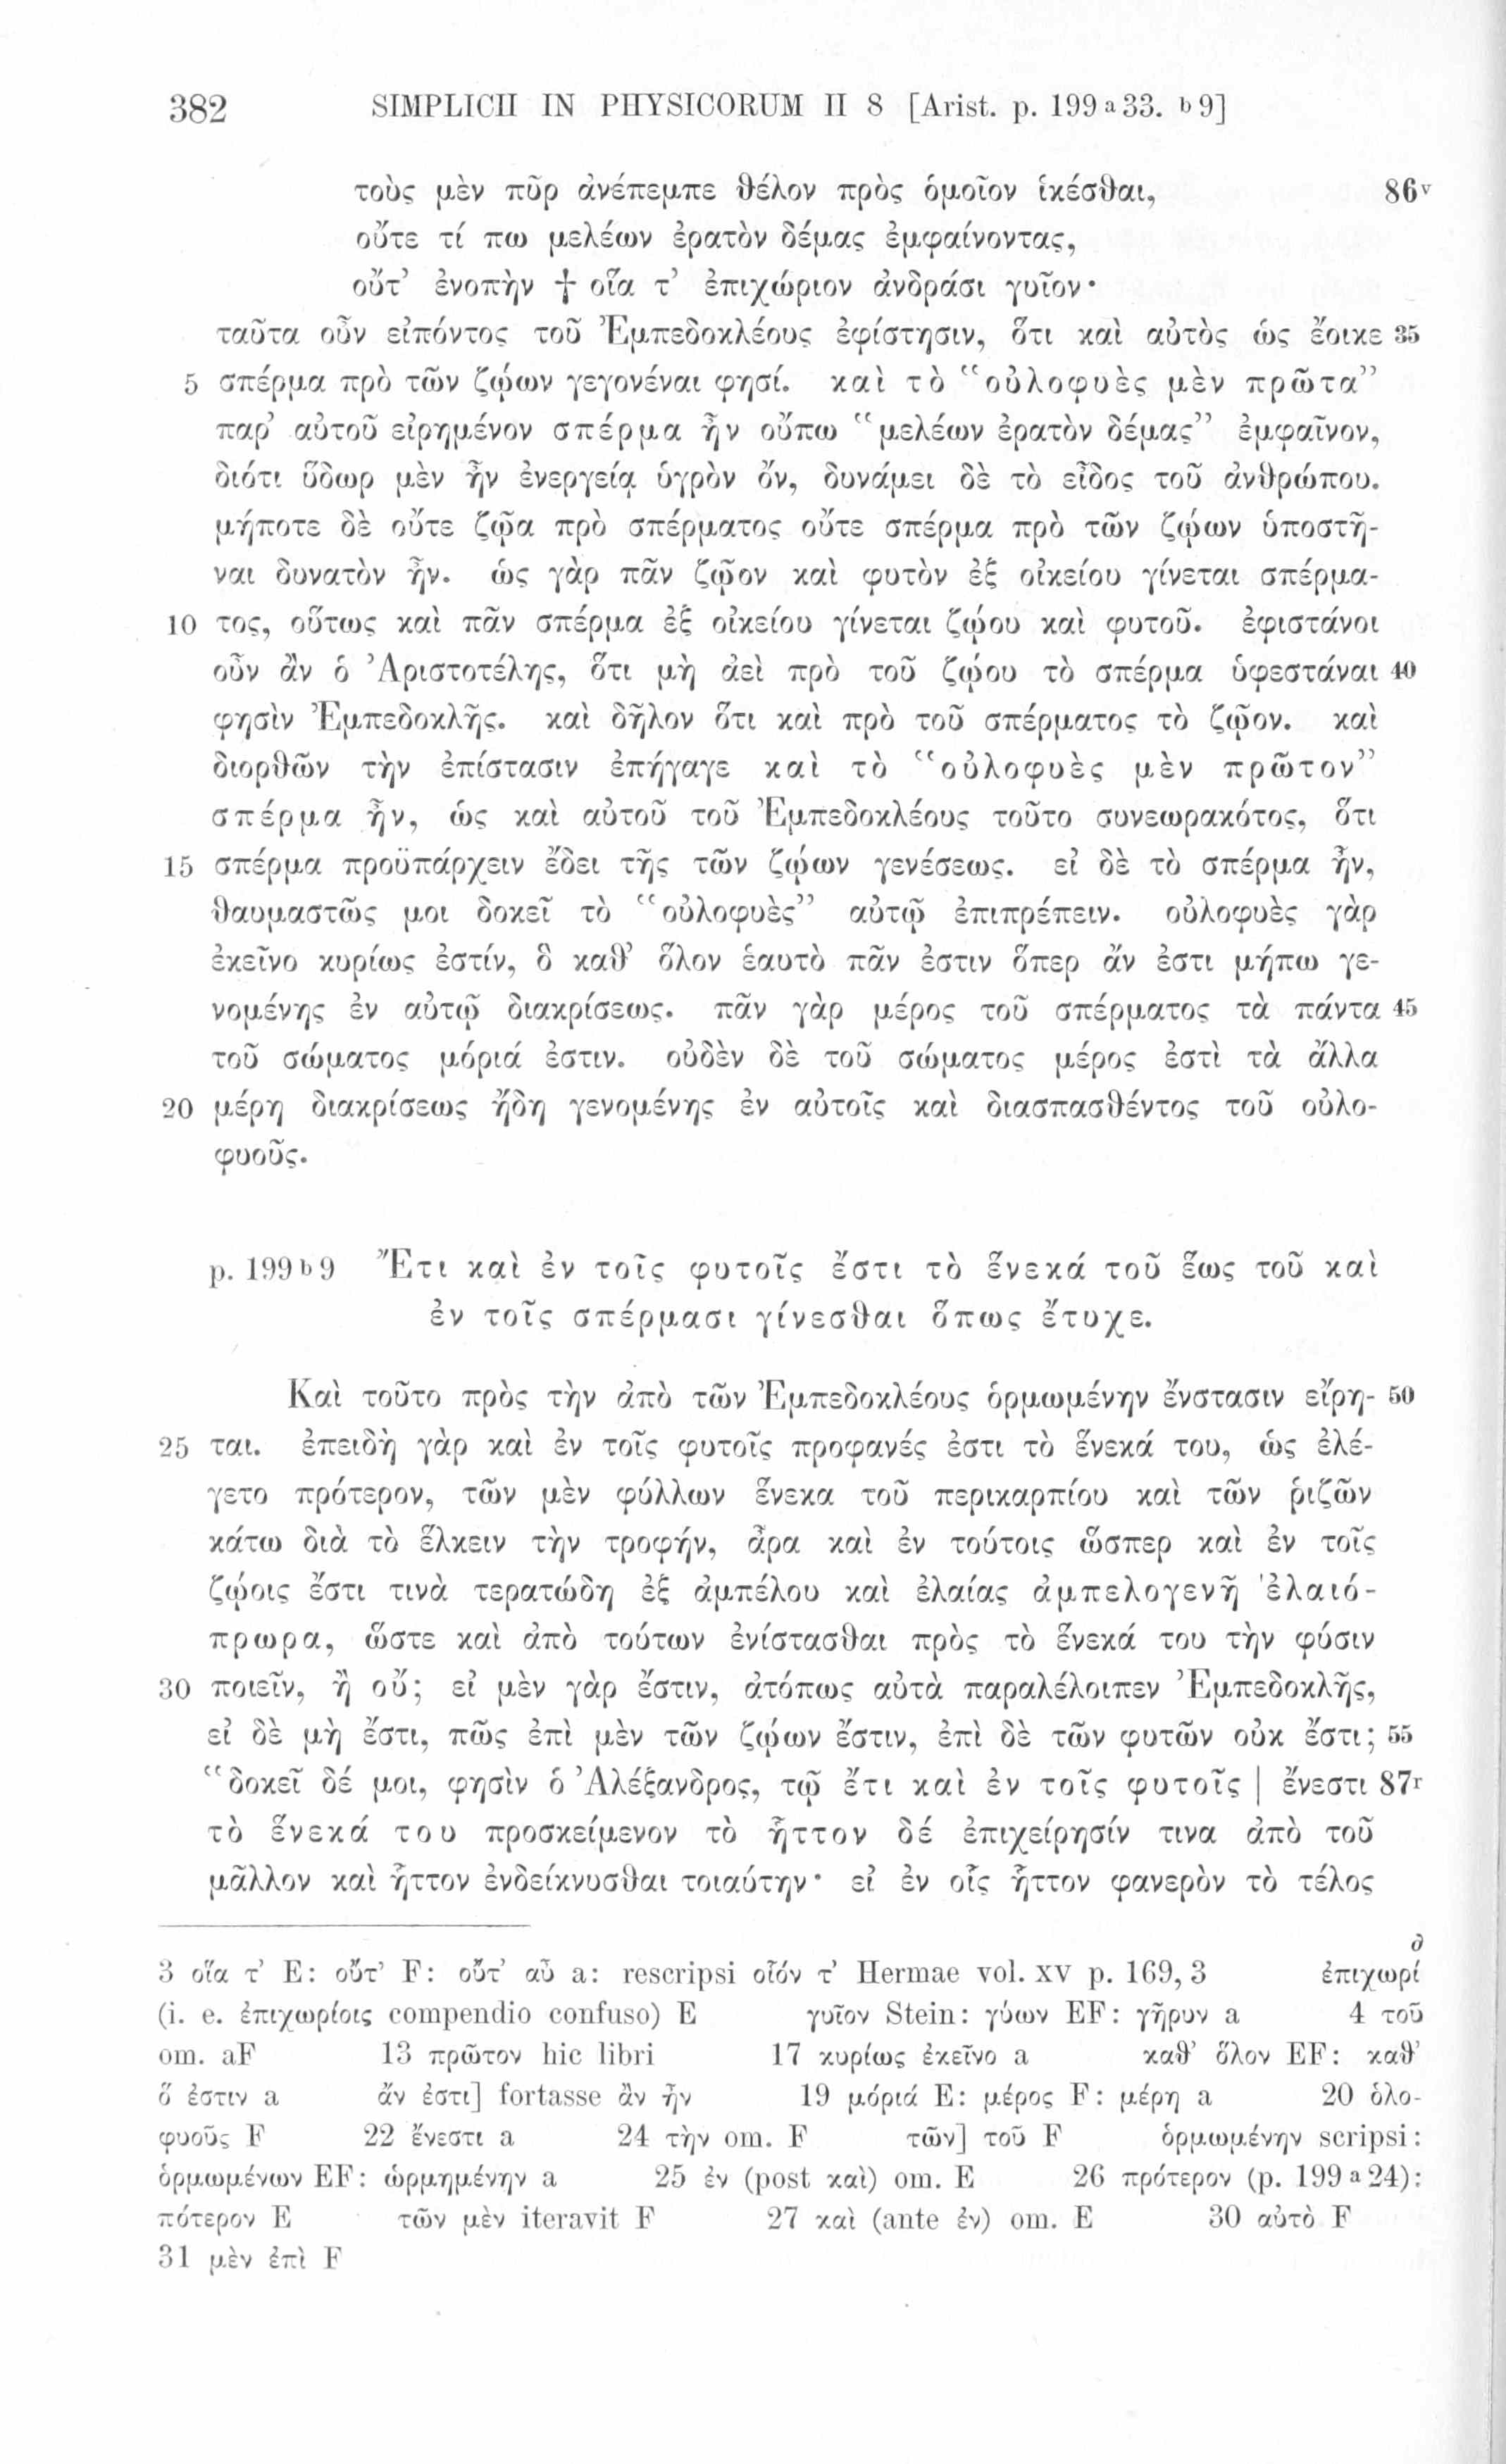 382 SIMPLICII IN PHYSICORUM II 8 [Arist. p. 199 a 33. b 9]
τοὺς μὲν πῦρ ἀνέπεμπε θέλον πρὸς ὁμοῖον ἱκέσθαι, 86v
οὔτε τί πω μελέων ἐρατὸν δέμας ἐμφαίνοντας,
οὔτ’ ἐνοπὴν † οἵα τ’ ἐπιχώριον ἀνδράσι γυῖον·
ταῦτα οὖν εἰπόντος τοῦ Ἐμπεδοκλέους ἐφίστησιν, ὅτι καὶ αὐτὸς ὡς ἔοικε 35
5 σπέρμα πρὸ τῶν ζῴων γεγονέναι φησί. καὶ τὸ “οὐλοφυὲς μὲν πρῶτα”
παρ’ αὐτοῦ εἰρημένον σπέρμα ἦν οὔπω “μελέων ἐρατὸν δέμας” ἐμφαῖνον,
διότι ὕδωρ μὲν ἦν ἐνεργείᾳ ὑγρὸν ὄν, δυνάμει δὲ τὸ εἶδος τοῦ ἀνθρώπου.
μήποτε δὲ οὔτε ζῷα πρὸ σπέρματος οὔτε σπέρμα πρὸ τῶν ζῴων ὑποστῆ-
ναι δυνατὸν ἦν. ὡς γὰρ πᾶν ζῷον καὶ φυτὸν ἐξ οἰκείου γίνεται σπέρμα-
10 τος, οὕτως καὶ πᾶν σπέρμα ἐξ οἰκείου γίνεται ζῴου καὶ φυτοῦ. ἐφιστάνοι
οὖν ἂν ὁ Ἀριστοτέλης, ὅτι μὴ ἀεὶ πρὸ τοῦ ζῴου τὸ σπέρμα ὑφεστάναι 40
φησὶν Ἐμπεδοκλῆς. καὶ δῆλον ὅτι καὶ πρὸ τοῦ σπέρματος τὸ ζῷον. καὶ
διορθῶν τὴν ἐπίστασιν ἐπήγαγε καὶ τὸ “οὐλοφυὲς μὲν πρῶτον”
σπέρμα ἦν, ὡς καὶ αὐτοῦ τοῦ Ἐμπεδοκλέους τοῦτο συνεωρακότος, ὅτι
15 σπέρμα προϋπάρχειν ἔδει τῆς τῶν ζῴων γενέσεως. εἰ δὲ τὸ σπέρμα ἦν,
θαυμαστῶς μοι δοκεῖ τὸ “οὐλοφυὲς” αὐτῷ ἐπιπρέπειν. οὐλοφυὲς γὰρ
ἐκεῖνο κυρίως ἐστίν, ὃ καθ’ ὅλον ἑαυτὸ πᾶν ἐστιν ὅπερ ἄν ἐστι μήπω γε-
νομένης ἐν αὐτῷ διακρίσεως. πᾶν γὰρ μέρος τοῦ σπέρματος τὰ πάντα 45
τοῦ σώματος μόριά ἐστιν. οὐδὲν δὲ τοῦ σώματος μέρος ἐστὶ τὰ ἄλλα
20 μέρη διακρίσεως ἤδη γενομένης ἐν αὐτοῖς καὶ διασπασθέντος τοῦ οὐλο-
φυοῦς.
p. 199 b 9 Ἔτι καὶ ἐν τοῖς φυτοῖς ἔστι τὸ ἕνεκά τοῦ ἕως τοῦ καὶ
ἐν τοῖς σπέρμασι γίνεσθαι ὅπως ἔτυχε.
Καὶ τοῦτο πρὸς τὴν ἀπὸ τῶν Ἐμπεδοκλέους ὁρμωμένην ἔνστασιν εἴρη- 50
25 ται. ἐπειδὴ γὰρ καὶ ἐν τοῖς φυτοῖς προφανές ἐστι τὸ ἕνεκά του, ὡς ἐλέ-
γετο πρότερον, τῶν μὲν φύλλων ἕνεκα τοῦ περικαρπίου καὶ τῶν ῥιζῶν
κάτω διὰ τὸ ἕλκειν τὴν τροφήν, ἆρα καὶ ἐν τούτοις ὥσπερ καὶ ἐν τοῖς
ζῴοις ἔστι τινὰ τερατώδη ἐξ ἀμπέλου καὶ ἐλαίας ἀμπελογενῆ ἐλαιό-
πρωρα, ὥστε καὶ ἀπὸ τούτων ἐνίστασθαι πρὸς τὸ ἕνεκά του τὴν φύσιν
30 ποιεῖν, ἢ οὔ; εἰ μὲν γὰρ ἔστιν, ἀτόπως αὐτὰ παραλέλοιπεν Ἐμπεδοκλῆς,
εἰ δὲ μὴ ἔστι, πῶς ἐπὶ μὲν τῶν ζῴων ἔστιν, ἐπὶ δὲ τῶν φυτῶν οὐκ ἔστι; 55
“δοκεῖ δέ μοι, φησὶν ὁ Ἀλέξανδρος, τῷ ἔτι καὶ ἐν τοῖς φυτοῖς | ἔνεστι 87r
τὸ ἕνεκά του προσκείμενον τὸ ἧττον δέ ἐπιχείρησίν τινα ἀπὸ τοῦ
μᾶλλον καὶ ἧττον ἐνδείκνυσθαι τοιαύτην· εἰ ἐν οἷς ἧττον φανερὸν τὸ τέλος
3 οἵα τ’ E: οὔτ’ F: οὔτ’ αὖ a: rescripsi οἷόν τ’ Hermae vol. XV p. 169, 3 ἐπιχωρί∂
(i. e. ἐπιχωρίοις compendio confuso) E γυῖον Stein: γύων EF: γῆρυν a 4 τοῦ
om. aF 13 πρῶτον hic libri 17 κυρίως ἐκεῖνο a καθ’ ὅλον EF: καθ’
ὅ ἐστιν a ἄν ἐστι] fortasse ἂν ἦν 19 μόριά E: μέρος F: μέρη a 20 ὁλο-
φυοῦς F 22 ἔνεστι a 24 τὴν om. F τῶν] τοῦ F ὁρμωμένην scripsi:
ὁρμωμένων EF: ὡρμημένην a 25 ἐν (post καὶ) om. E 26 πρότερον (p. 199 a 24):
πότερον E τῶν μὲν iteravit F 27 καὶ (ante ἐν) om. E 30 αὐτὸ F
31 μὲν ἐπὶ F